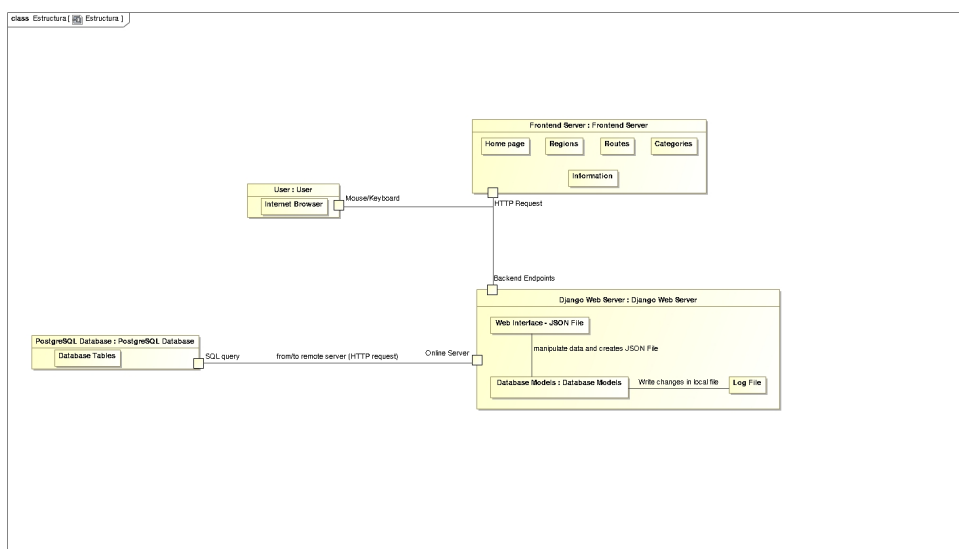 class Estructura [ Estructura ]
Frontend Server : Frontend Server
Home page
Regions
Routes
Categories
Information
User : User
Internet Browser
Mouse/Keyboard
HTTP Request
Backend Endpoints
Django Web Server : Django Web Server
Web Interface - JSON File
manipulate data and creates JSON File
PostgreSQL Database : PostgreSQL Database
Database Tables
SQL query
from/to remote server (HTTP request)
Online Server
Database Models : Database Models
Write changes in local file
Log File